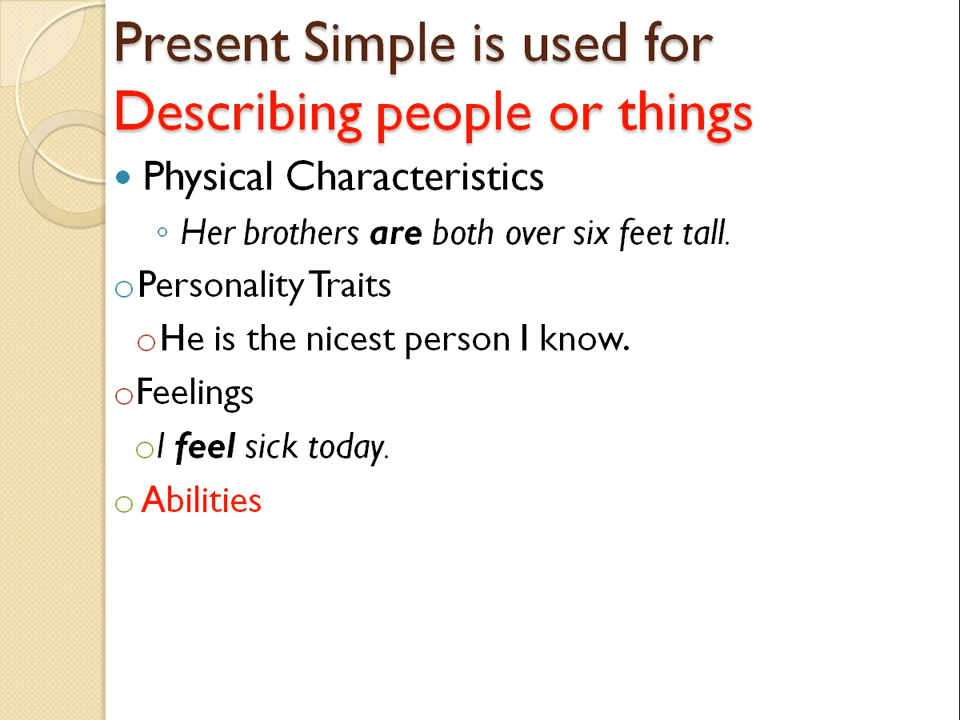 Present Simple is used for
Describing people or things
Physical Characteristics
Her brothers are both over six feet tall.
Personality Traits
He is the nicest person I know.
Feelings
I feel sick today.
Abilities